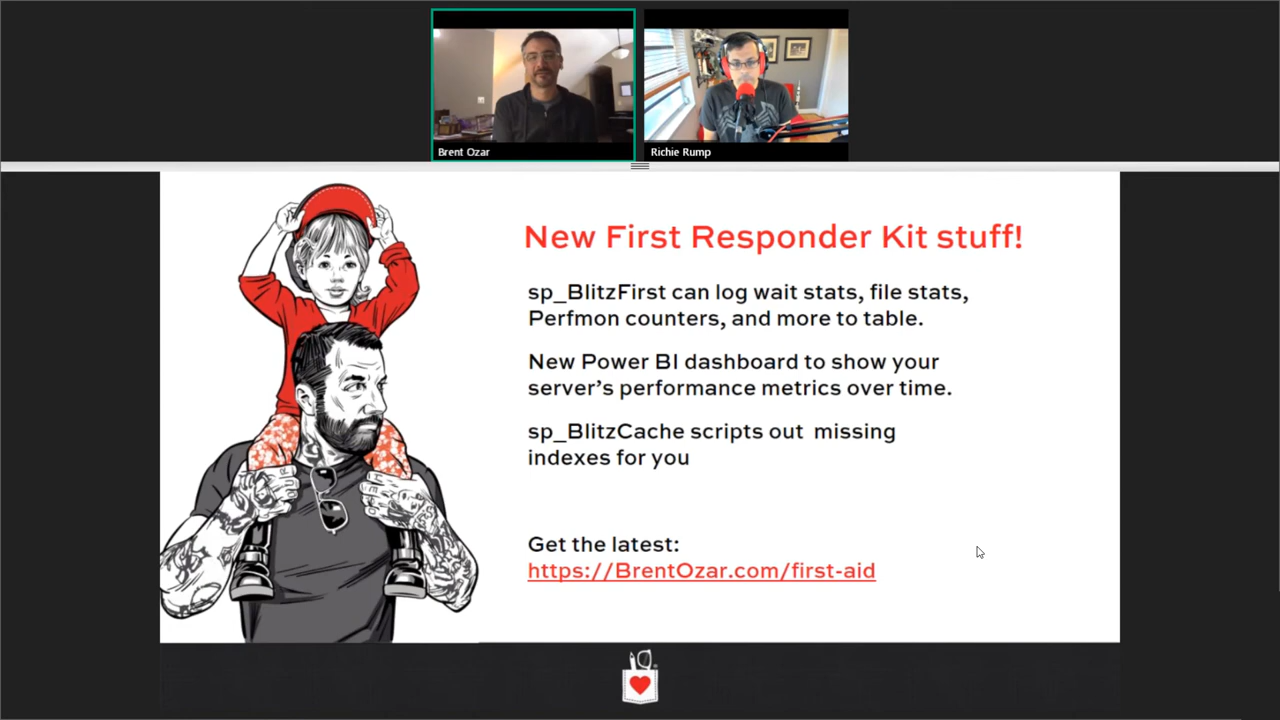 Brent Ozar
Richie Rump
New First Responder Kit stuff!
sp_BlitzFirst can log wait stats, file stats,
Perfmon counters, and more to table.
New Power BI dashboard to show your
server’s performance metrics over time.
sp_BlitzCache scripts out  missing
indexes for you
Get the latest:
https://BrentOzar.com/first-aid